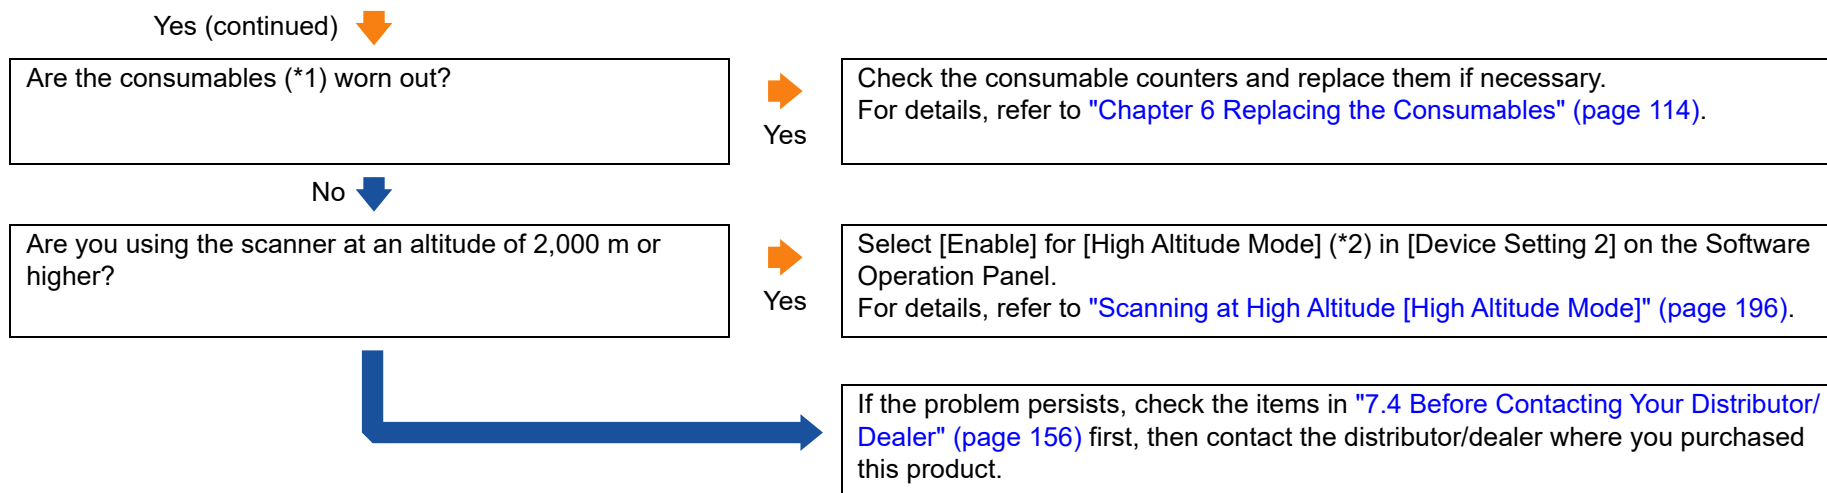 Yes (continued)
Are the consumables (*1) worn out?
Yes
Check the consumable counters and replace them if necessary.
For details, refer to "Chapter 6 Replacing the Consumables" (page 114).
No
Are you using the scanner at an altitude of 2,000 m or
higher?
Yes
Select [Enable] for [High Altitude Mode] (*2) in [Device Setting 2] on the Software
Operation Panel.
For details, refer to "Scanning at High Altitude [High Altitude Mode]" (page 196).
If the problem persists, check the items in "7.4 Before Contacting Your Distributor/
Dealer" (page 156) first, then contact the distributor/dealer where you purchased
this product.